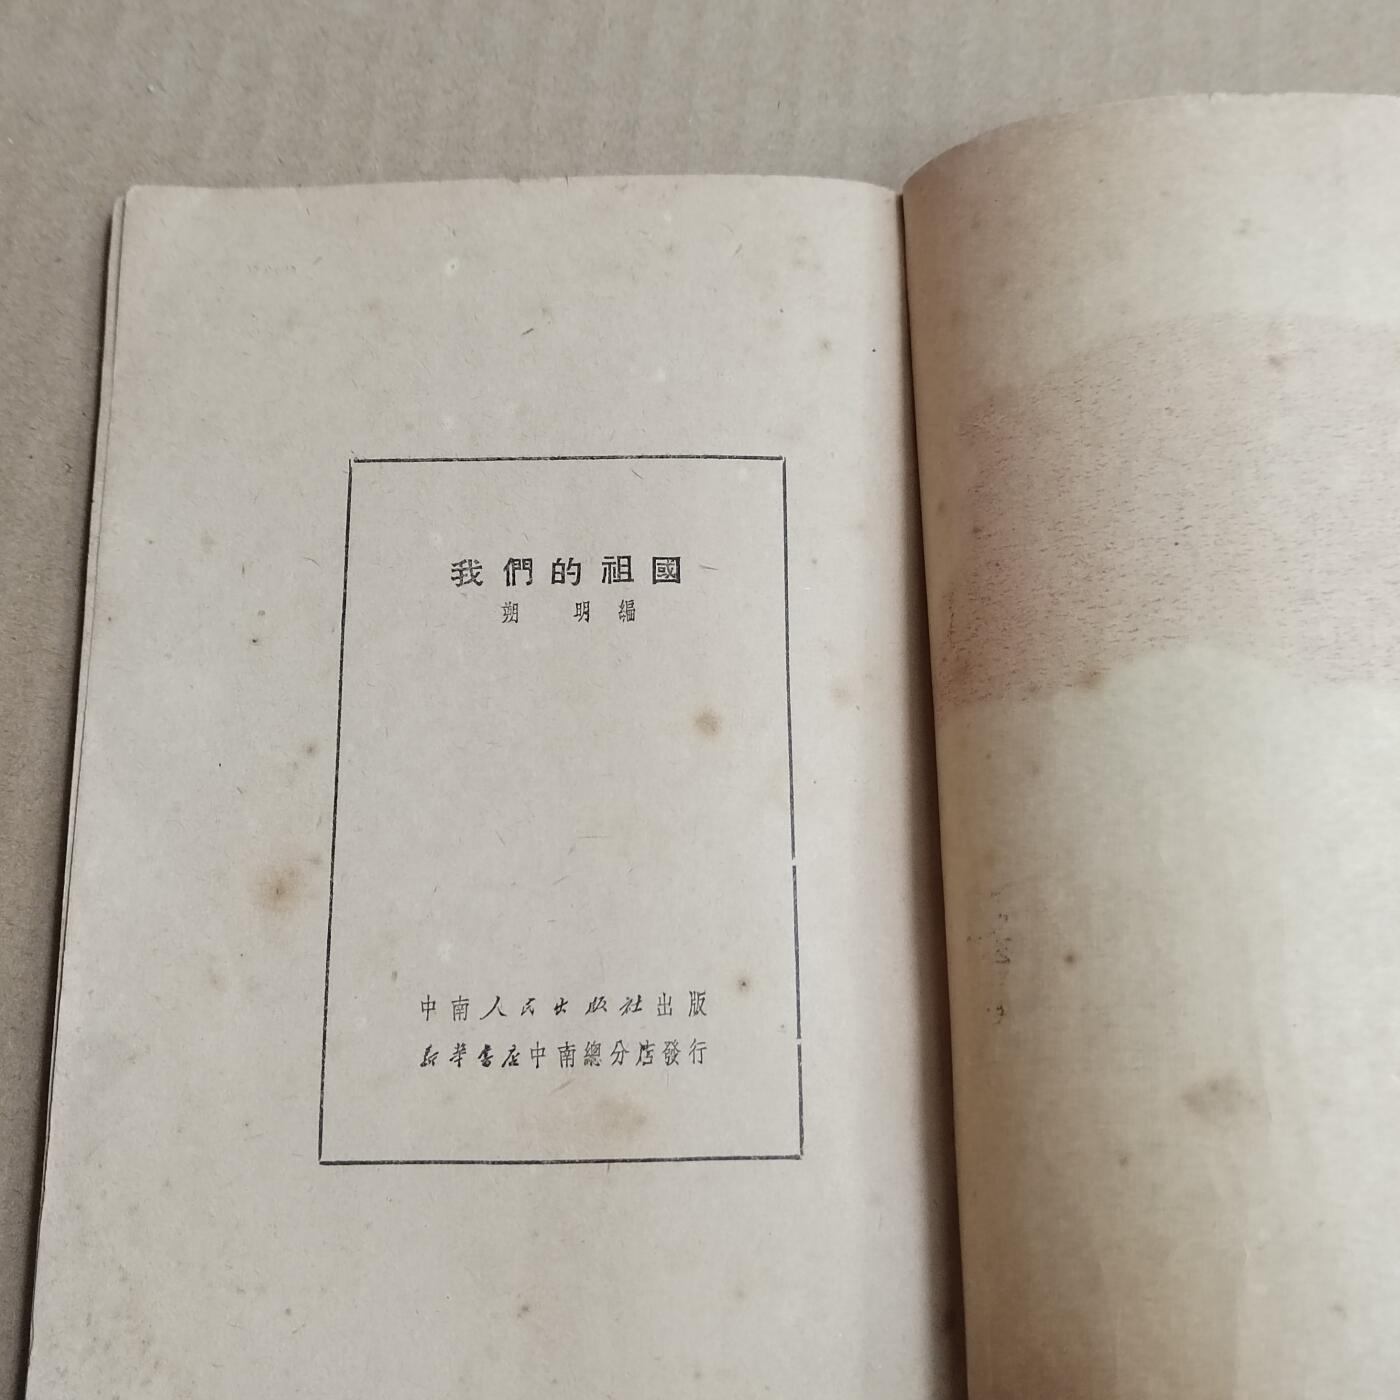 我們的祖國
朔 明編
中南人民出版社出版
新華書店中南總分店發行